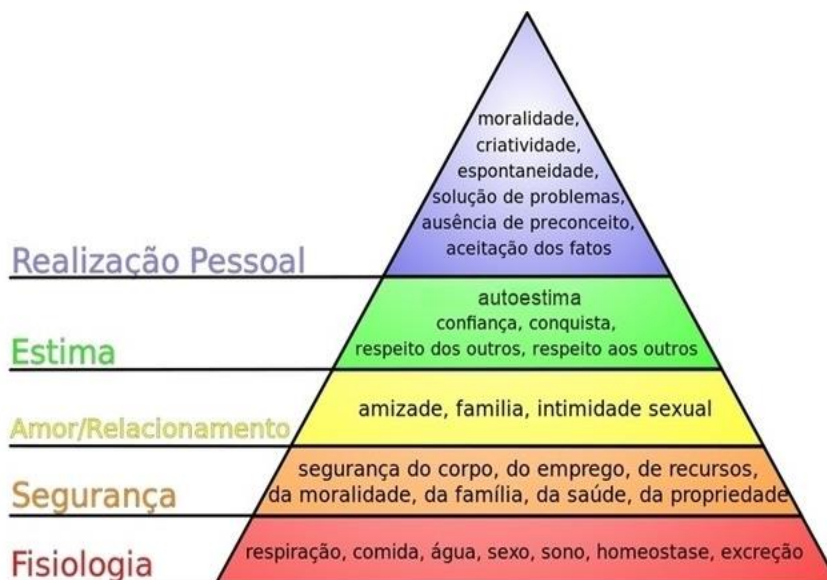 moralidade,
criatividade,
espontaneidade,
solução de problemas,
ausência de preconceito,
aceitação dos fatos
Realização Pessoal
autoestima
confiança, conquista,
respeito dos outros, respeito aos outros
Estima
amizade, familia, intimidade sexual
Amor/Relacionamento
segurança do corpo, do emprego, de recursos,
da moralidade, da família, da saúde, da propriedade
Segurança
respiração, comida, água, sexo, sono, homeostase, excreção
Fisiologia